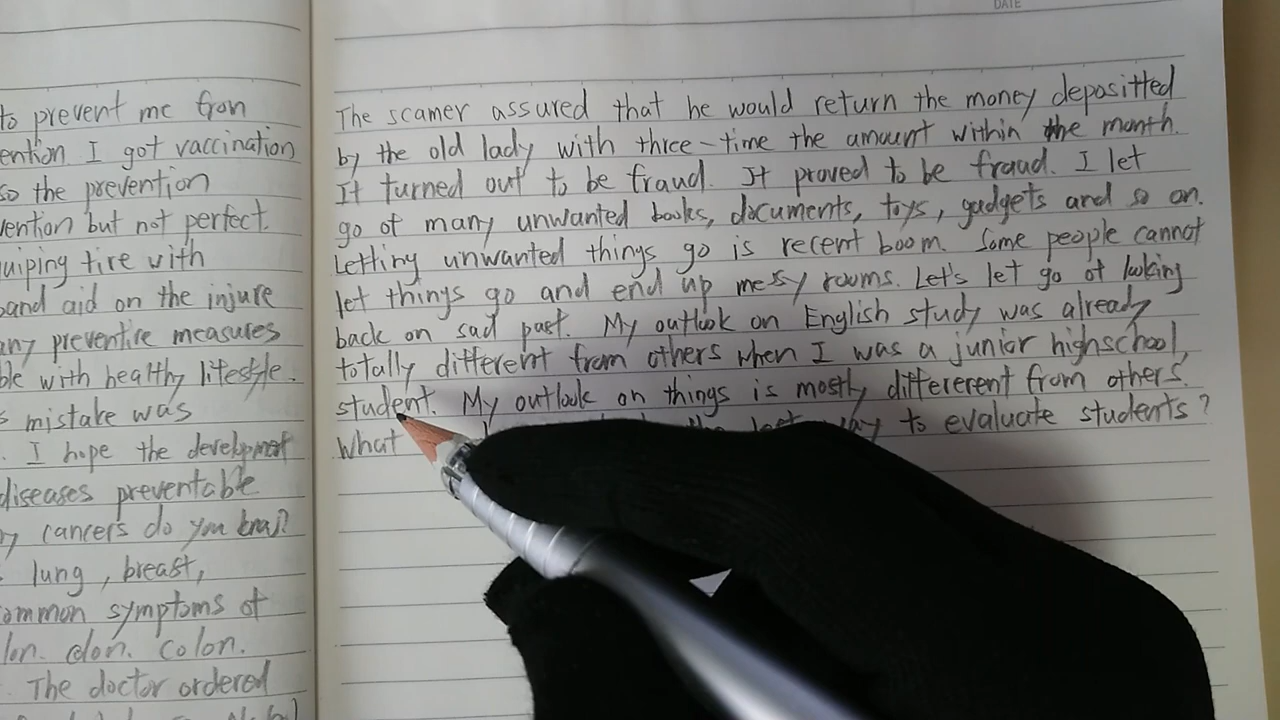 DATE
to prevent me from
ention I got vaccination
so the prevention
vention but not perfect.
uiping tire with
band aid on the injure
any preventive measures
ble with healthy lifestyle.
s mistake was
. I hope the development
diseases preventable
cancers do you know?
lung, breast,
ommon symptoms of
lon. colon. colon.
. The doctor ordered
The scamer assured that he would return the money depositted
by the old lady with three-time the amount within the month.
It turned out to be fraud. It proved to be fraud. I let
go of many unwanted books, documents, toys, gadgets and so on.
Letting unwanted things go is recent boom. Some people cannot
let things go and end up messy rooms. Let's let go of looking
back on sad past. My outlook on English study was already
totally different from others when I was a junior highschool,
student. My outlook on things is mostly differerent from others.
What to evaluate students?